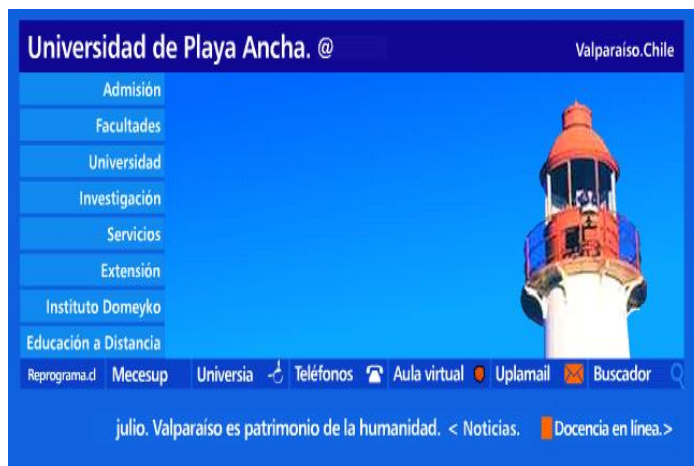 Universidad de Playa Ancha. @ Valparaíso.Chile
Admisión
Facultades
Universidad
Investigación
Servicios
Extensión
Instituto Domeyko
Educación a Distancia
Reprograma.cl Mecesup Universia Teléfonos Aula virtual Uplamail Buscador
julio. Valparaíso es patrimonio de la humanidad. < Noticias. Docencia en línea.>